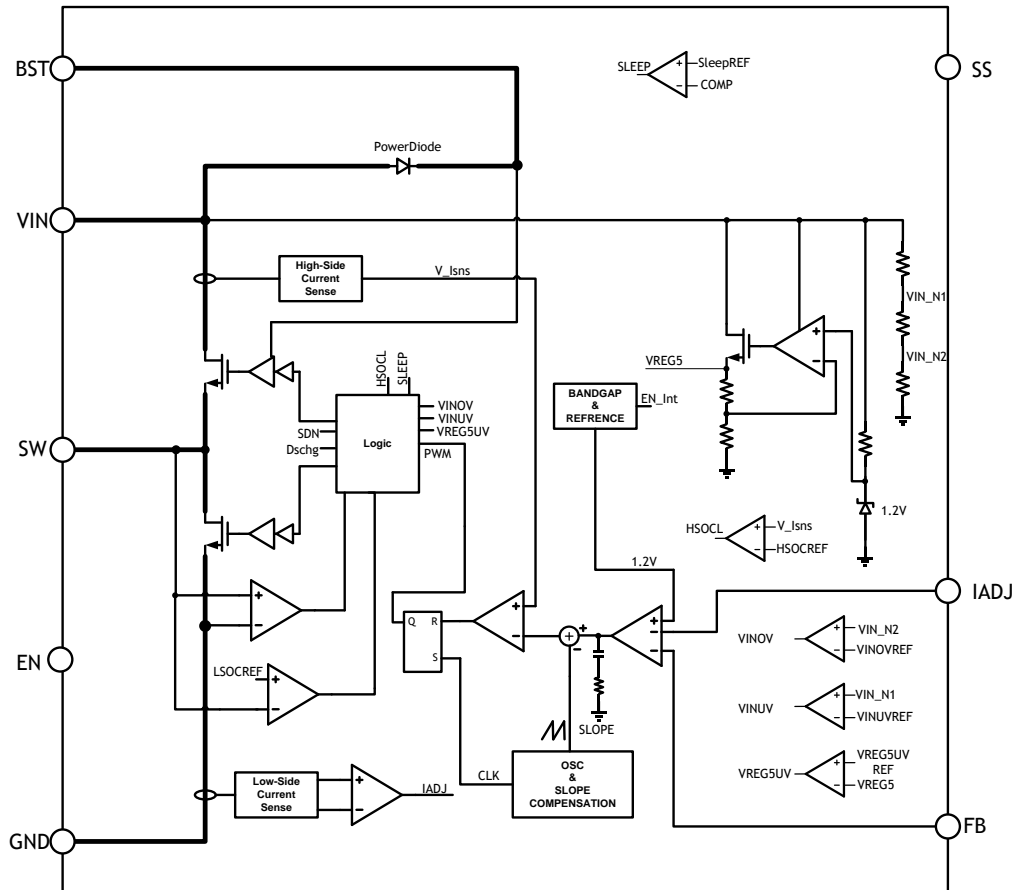 BST
SLEEP
+
SleepREF
−
COMP
SS
PowerDiode
VIN
High-Side
Current
Sense
V_Isns
VIN_N1
VIN_N2
+
−
VREG5
HSOCL
SLEEP
VINOV
VINUV
VREG5UV
PWM
Logic
SDN
Dschg
BANDGAP
&
REFRENCE
EN_Int
SW
1.2V
HSOCL
+
V_Isns
−
HSOCREF
1.2V
IADJ
+
−
Q
R
S
+
−
+
−
+
−
−
VINOV
+
VIN_N2
−
VINOVREF
EN
LSOCREF
+
−
VINUV
+
VIN_N1
−
VINUVREF
SLOPE
CLK
OSC
&
SLOPE
COMPENSATION
VREG5UV
+
VREG5UV
REF
−
VREG5
Low-Side
Current
Sense
+
−
IADJ
GND
FB